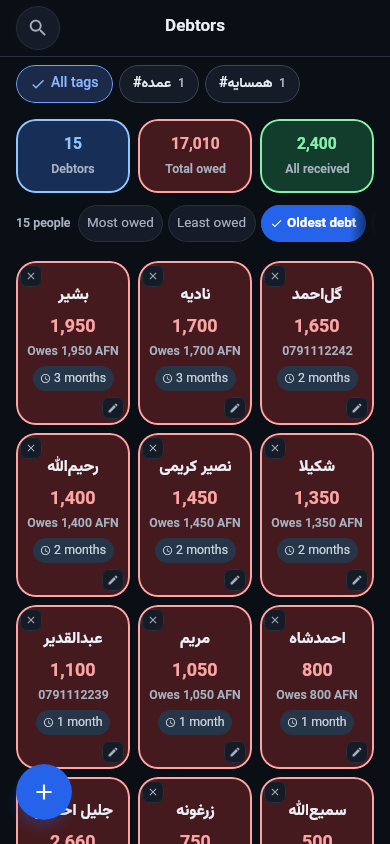 Debtors
All tags
#عمده 1
#همسایه 1
15
Debtors
17,010
Total owed
2,400
All received
15 people
Most owed
Least owed
Oldest debt
بشیر
1,950
Owes 1,950 AFN
3 months
نادیه
1,700
Owes 1,700 AFN
3 months
گل‌احمد
1,650
0791112242
2 months
رحیم‌الله
1,400
Owes 1,400 AFN
2 months
نصیر کریمی
1,450
Owes 1,450 AFN
2 months
شکیلا
1,350
Owes 1,350 AFN
2 months
عبدالقدیر
1,100
0791112239
1 month
مریم
1,050
Owes 1,050 AFN
1 month
احمدشاه
800
Owes 800 AFN
1 month
جلیل
2,660
زرغونه
750
سمیع‌الله
500